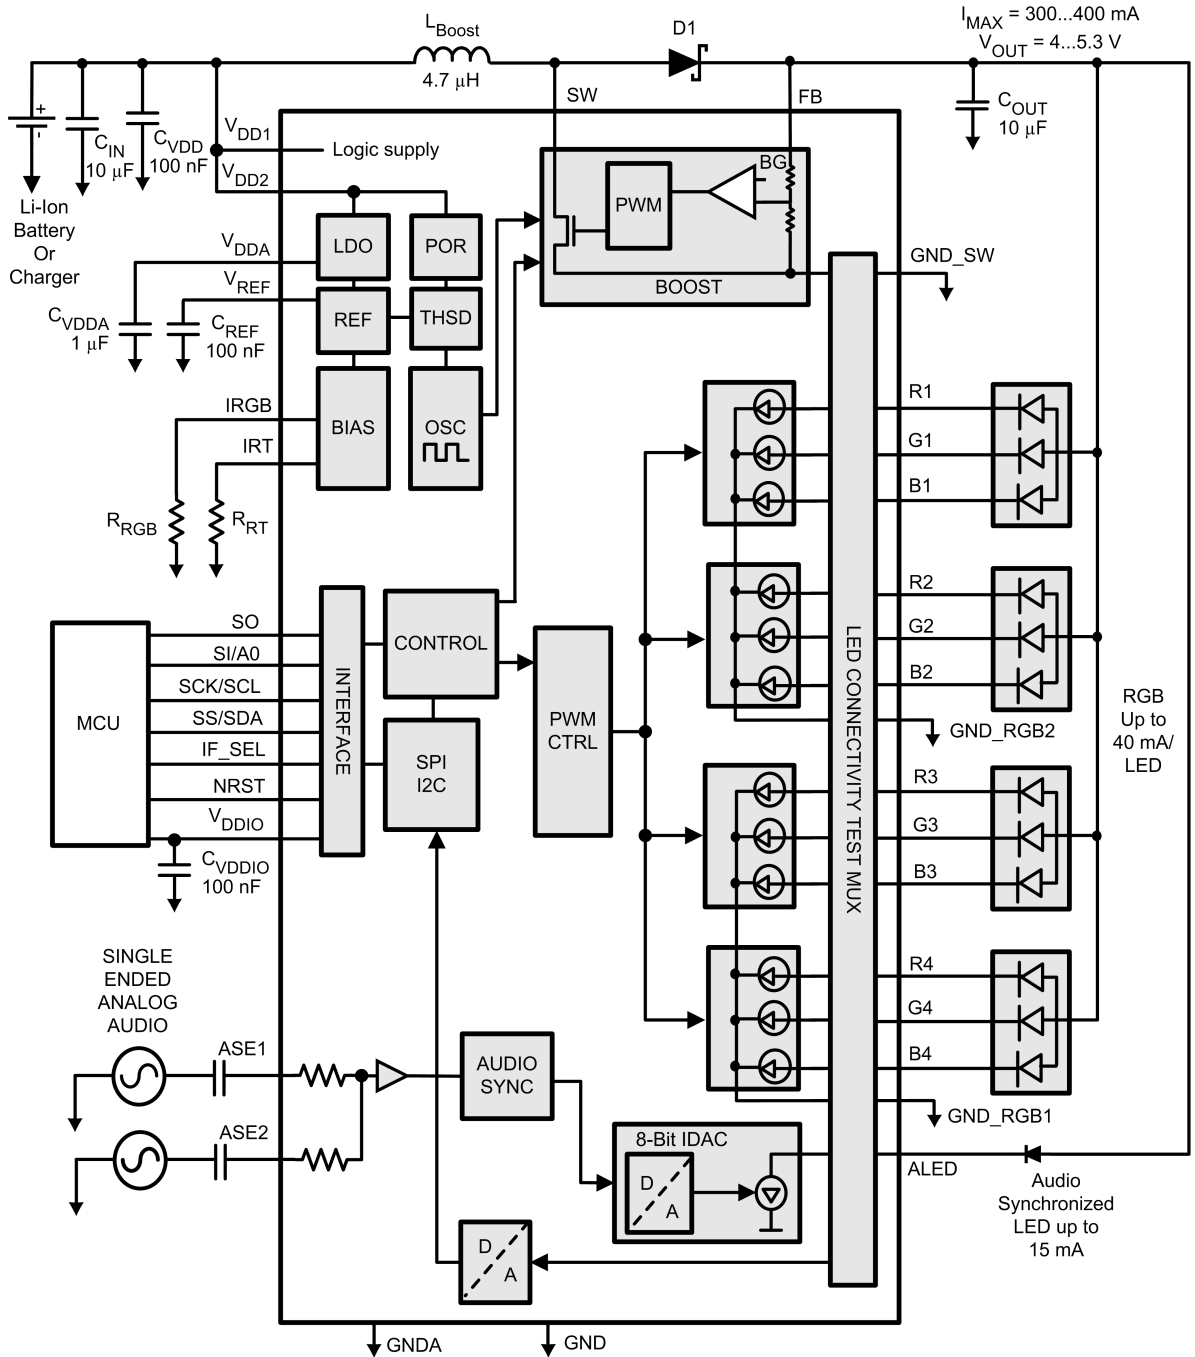 L_Boost
4.7 μH
D1
I_MAX = 300...400 mA
V_OUT = 4...5.3 V
SW
FB
C_OUT
10 μF
+
-
C_IN
10 μF
C_VDD
100 nF
V_DD1
Logic supply
V_DD2
Li-Ion
Battery
Or
Charger
BG
PWM
BOOST
GND_SW
LDO
POR
V_DDA
V_REF
REF
THSD
C_VDDA
1 μF
C_REF
100 nF
IRGB
IRT
BIAS
OSC
R_RGB
R_RT
R1
G1
B1
R2
G2
B2
GND_RGB2
R3
G3
B3
R4
G4
B4
GND_RGB1
RGB
Up to
40 mA/
LED
LED CONNECTIVITY TEST MUX
MCU
SO
SI/A0
SCK/SCL
SS/SDA
IF_SEL
NRST
V_DDIO
C_VDDIO
100 nF
INTERFACE
CONTROL
SPI
I2C
PWM
CTRL
SINGLE
ENDED
ANALOG
AUDIO
ASE1
ASE2
AUDIO
SYNC
8-Bit IDAC
D
A
D
A
ALED
Audio
Synchronized
LED up to
15 mA
GNDA
GND